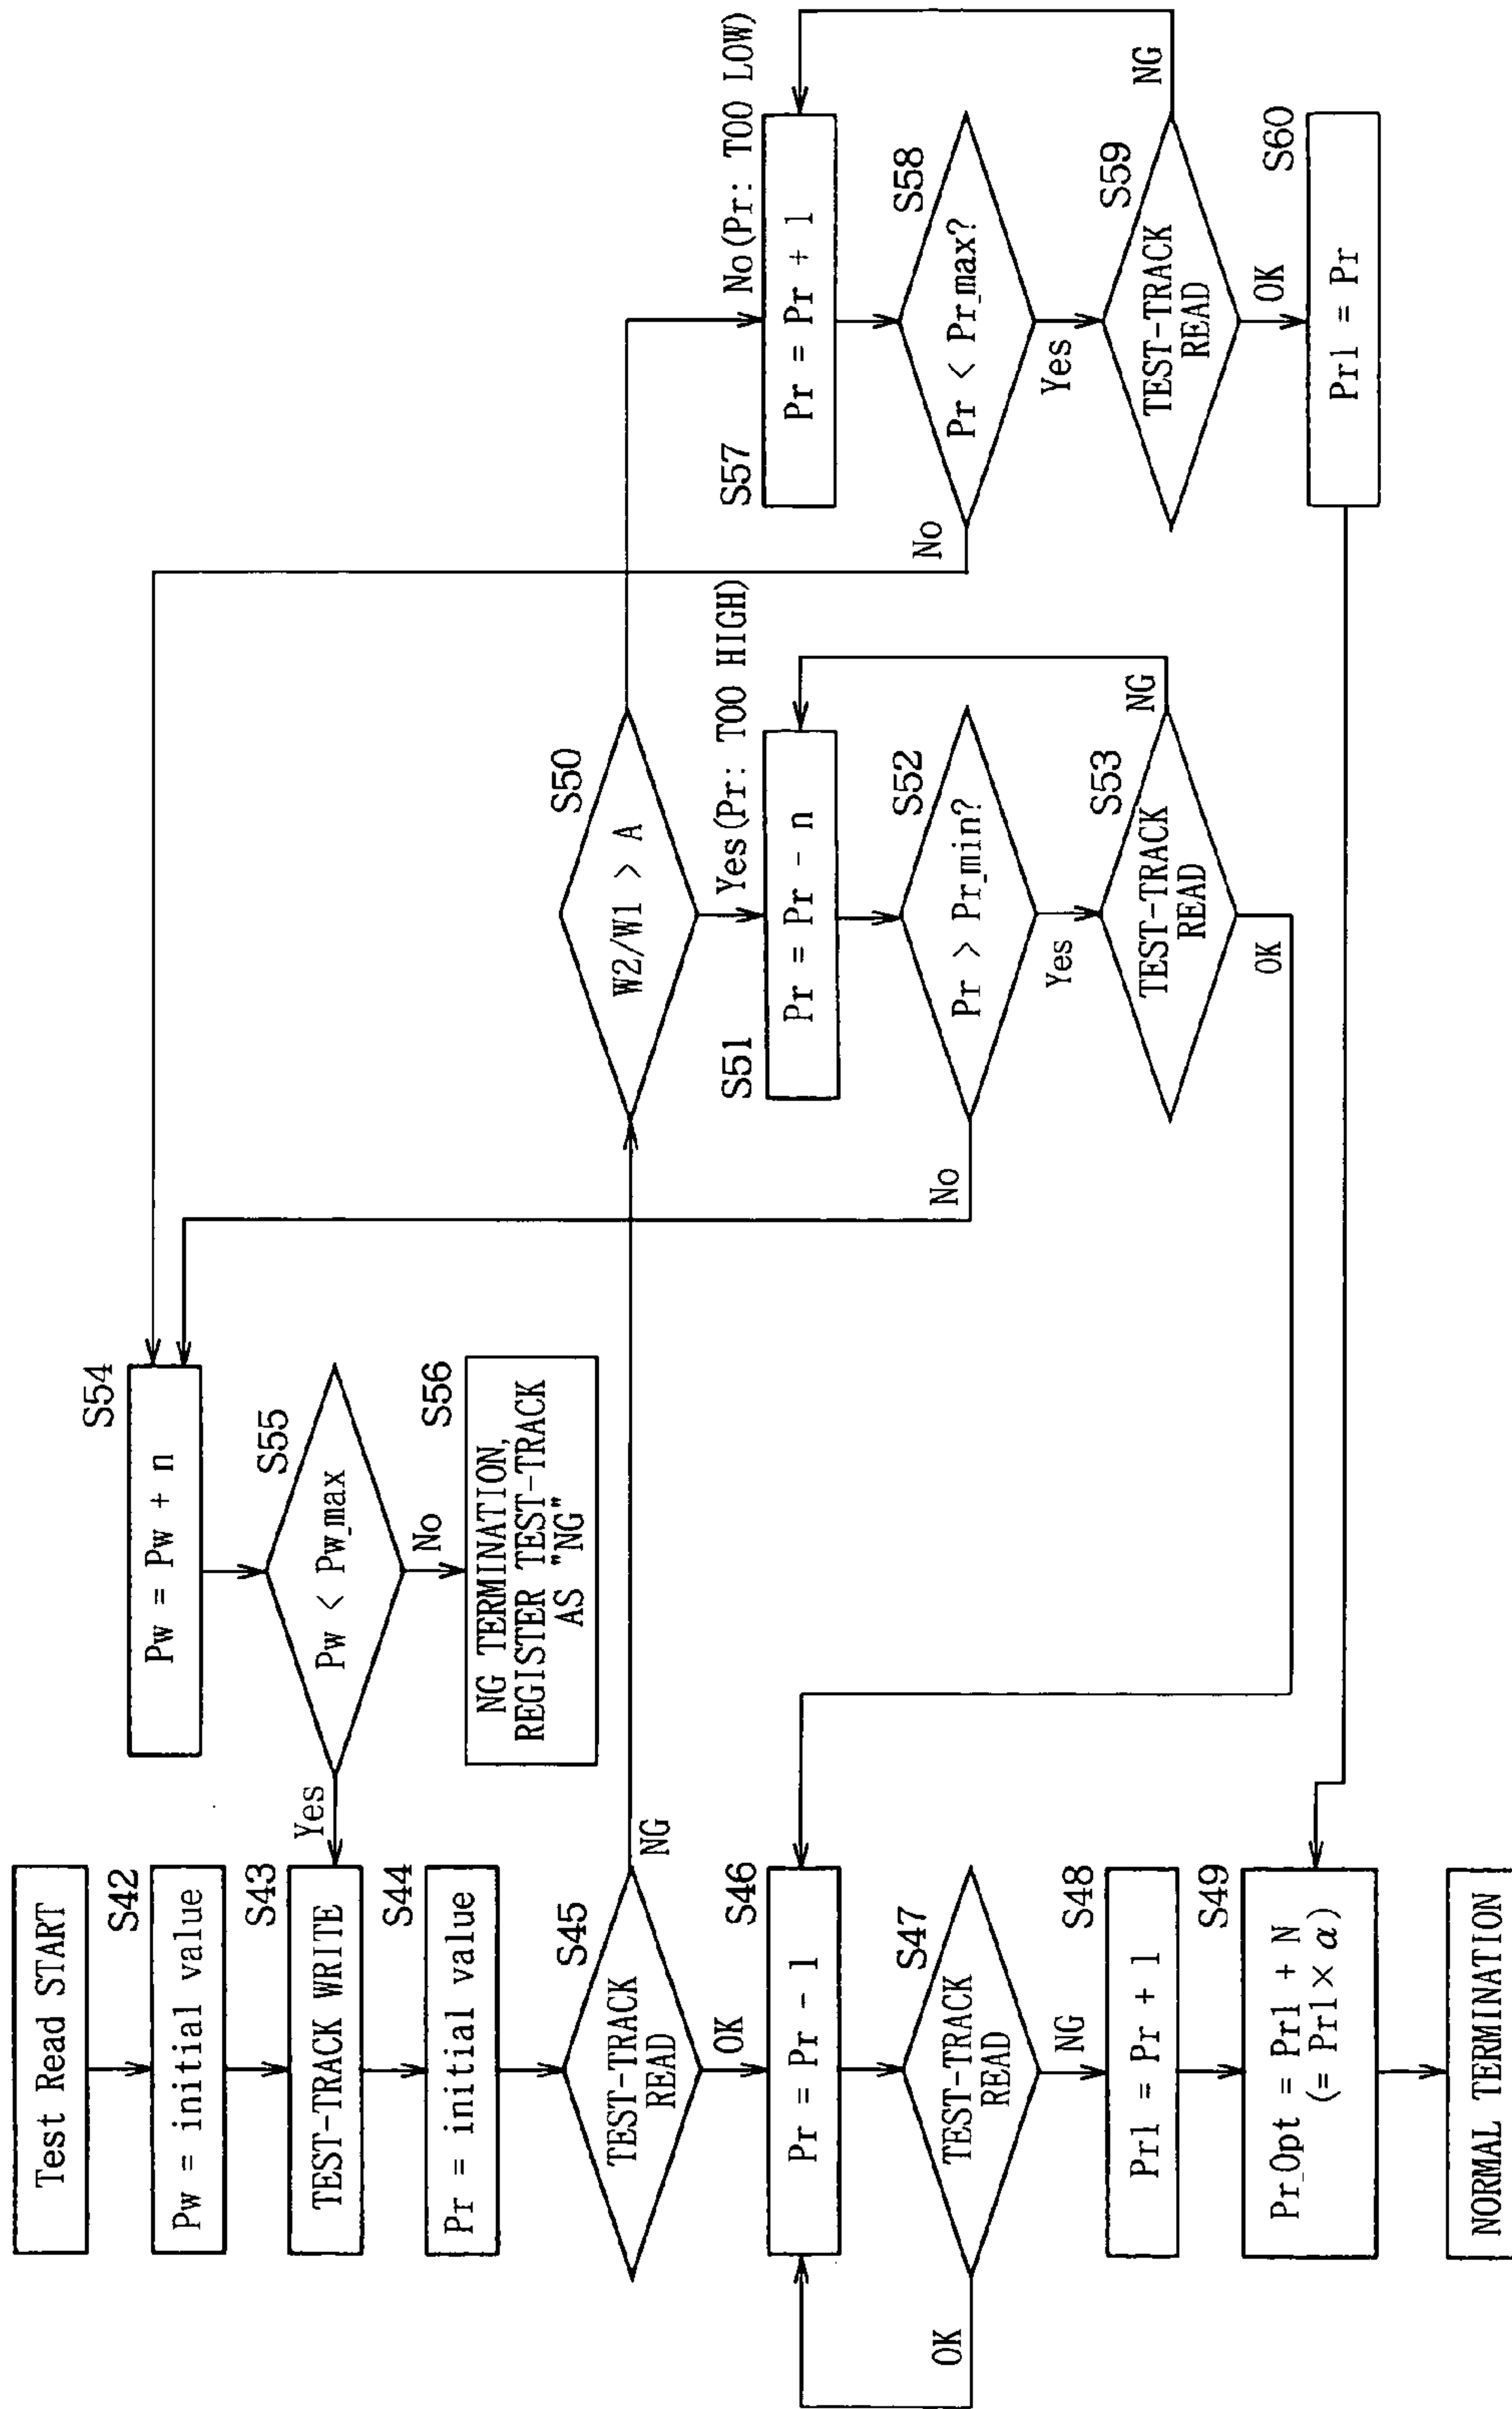 Test Read START
S42
Pw = initial value
S43
TEST-TRACK WRITE
S44
Pr = initial value
S45
TEST-TRACK
READ
NG
OK
S46
Pr = Pr - 1
S47
TEST-TRACK
READ
OK
NG
S48
Pr1 = Pr + 1
S49
Pr_Opt = Pr1 + N
(= Pr1 × α)
NORMAL TERMINATION
S54
Pw = Pw + n
S55
Pw < Pw_max
Yes
No
S56
NG TERMINATION,
REGISTER TEST-TRACK
AS "NG"
S50
W2/W1 > A
Yes(Pr: TOO HIGH)
S51
Pr = Pr - n
S52
Pr > Pr_min?
No
Yes
S53
TEST-TRACK
READ
NG
OK
No(Pr: TOO LOW)
S57
Pr = Pr + 1
S58
Pr < Pr_max?
No
Yes
S59
TEST-TRACK
READ
NG
OK
S60
Pr1 = Pr